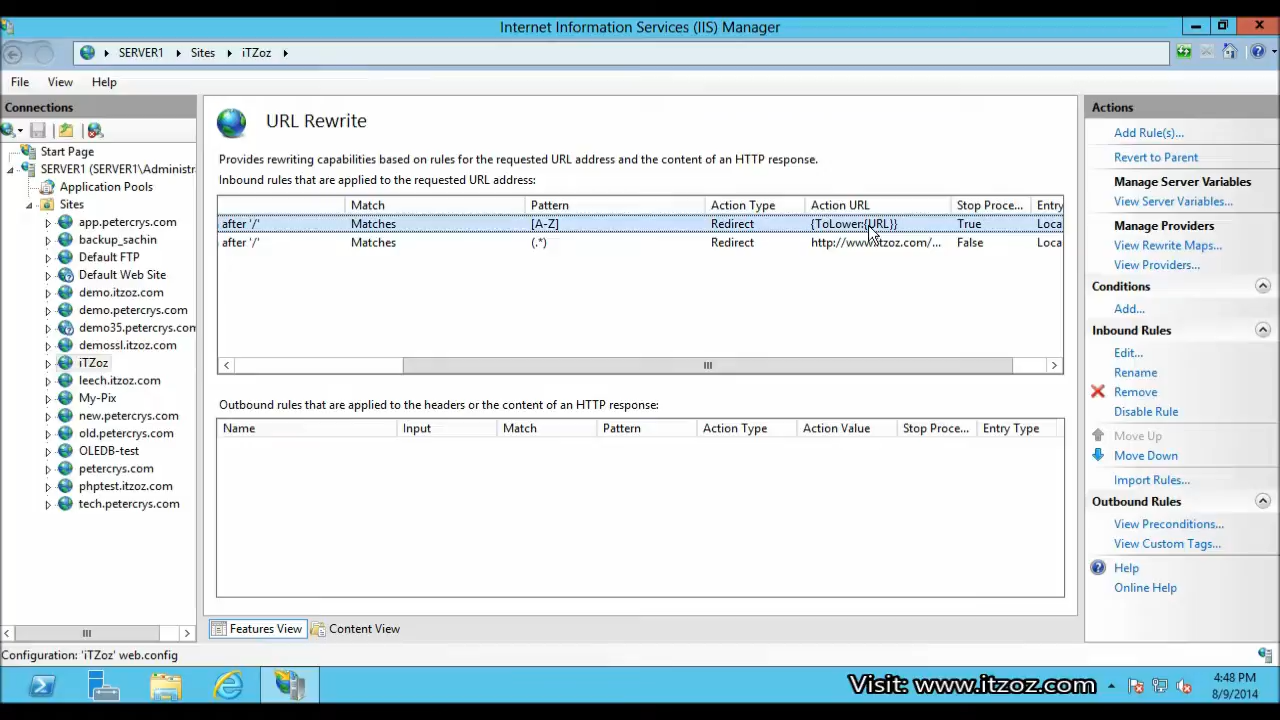 Internet Information Services (IIS) Manager
SERVER1 Sites iTZoz
File View Help
Connections
Start Page
SERVER1 (SERVER1\Administr
Application Pools
Sites
app.petercrys.com
backup_sachin
Default FTP
Default Web Site
demo.itzoz.com
demo.petercrys.com
demo35.petercrys.com
demossl.itzoz.com
iTZoz
leech.itzoz.com
My-Pix
new.petercrys.com
old.petercrys.com
OLEDB-test
petercrys.com
phptest.itzoz.com
tech.petercrys.com
URL Rewrite
Provides rewriting capabilities based on rules for the requested URL address and the content of an HTTP response.
Inbound rules that are applied to the requested URL address:
Match Pattern Action Type Action URL Stop Proce... Entry
after '/' Matches [A-Z] Redirect {ToLower:{URL}} True Loca
after '/' Matches (.*) Redirect http://www.itzoz.com/... False Loca
Outbound rules that are applied to the headers or the content of an HTTP response:
Name Input Match Pattern Action Type Action Value Stop Proce... Entry Type
Features View Content View
Actions
Add Rule(s)...
Revert to Parent
Manage Server Variables
View Server Variables...
Manage Providers
View Rewrite Maps...
View Providers...
Conditions
Add...
Inbound Rules
Edit...
Rename
Remove
Disable Rule
Move Up
Move Down
Import Rules...
Outbound Rules
View Preconditions...
View Custom Tags...
Help
Online Help
Configuration: 'iTZoz' web.config
Visit: www.itzoz.com
4:48 PM
8/9/2014